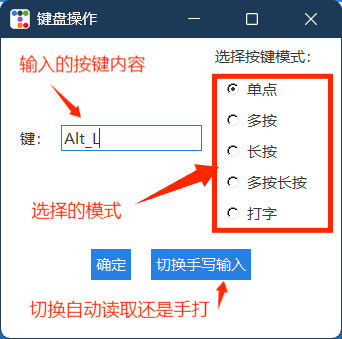 键盘操作
选择按键模式：
输入的按键内容
单点
多按
键： Alt_L
长按
多按长按
选择的模式
打字
确定 切换手写输入
切换自动读取还是手打